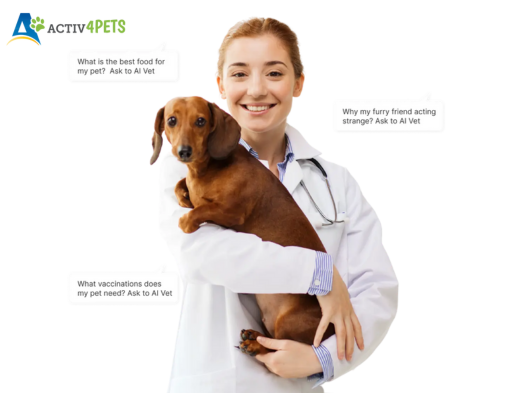 ACTIV4PETS
What is the best food for
my pet? Ask to AI Vet
Why my furry friend acting
strange? Ask to AI Vet
What vaccinations does
my pet need? Ask to AI Vet